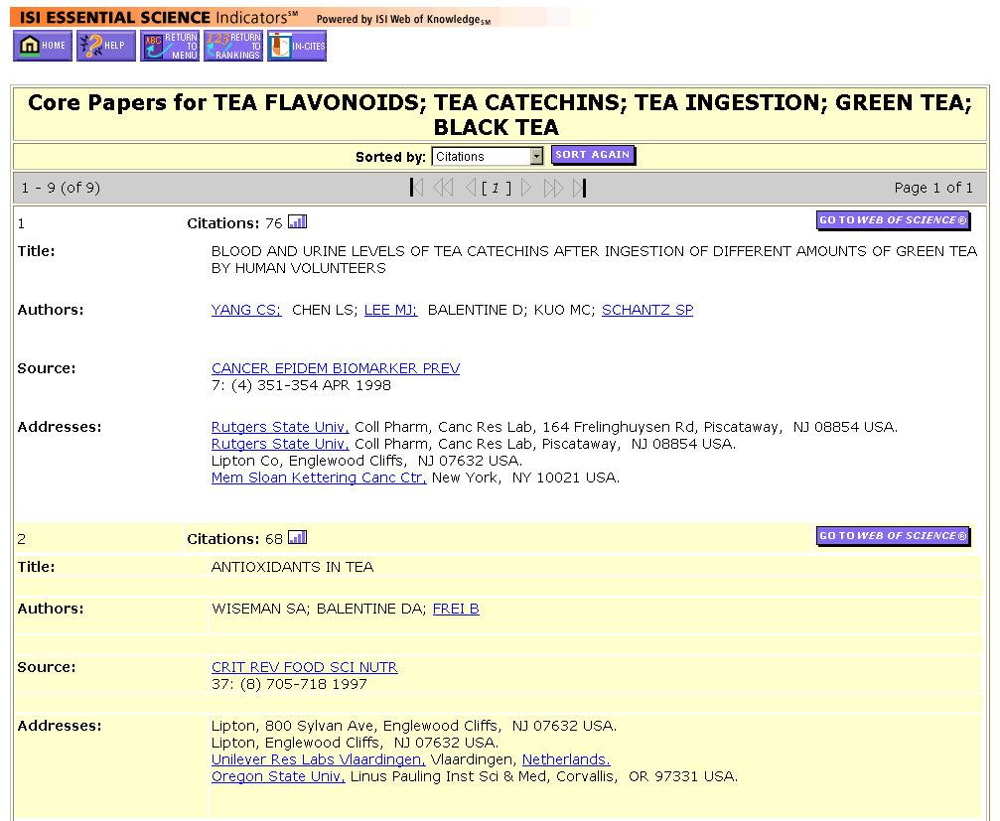 ISI ESSENTIAL SCIENCE Indicators℠ Powered by ISI Web of Knowledge℠
HOME HELP ABC RETURN TO MENU 123 RETURN TO RANKINGS IN-CITES
Core Papers for TEA FLAVONOIDS; TEA CATECHINS; TEA INGESTION; GREEN TEA;
BLACK TEA
Sorted by: Citations SORT AGAIN
1 - 9 (of 9) [ 1 ] Page 1 of 1
1 Citations: 76 GO TO WEB OF SCIENCE®
Title: BLOOD AND URINE LEVELS OF TEA CATECHINS AFTER INGESTION OF DIFFERENT AMOUNTS OF GREEN TEA
BY HUMAN VOLUNTEERS
Authors: YANG CS; CHEN LS; LEE MJ; BALENTINE D; KUO MC; SCHANTZ SP
Source: CANCER EPIDEM BIOMARKER PREV
7: (4) 351-354 APR 1998
Addresses: Rutgers State Univ, Coll Pharm, Canc Res Lab, 164 Frelinghuysen Rd, Piscataway, NJ 08854 USA.
Rutgers State Univ, Coll Pharm, Canc Res Lab, Piscataway, NJ 08854 USA.
Lipton Co, Englewood Cliffs, NJ 07632 USA.
Mem Sloan Kettering Canc Ctr, New York, NY 10021 USA.
2 Citations: 68 GO TO WEB OF SCIENCE®
Title: ANTIOXIDANTS IN TEA
Authors: WISEMAN SA; BALENTINE DA; FREI B
Source: CRIT REV FOOD SCI NUTR
37: (8) 705-718 1997
Addresses: Lipton, 800 Sylvan Ave, Englewood Cliffs, NJ 07632 USA.
Lipton, Englewood Cliffs, NJ 07632 USA.
Unilever Res Labs Vlaardingen, Vlaardingen, Netherlands.
Oregon State Univ, Linus Pauling Inst Sci & Med, Corvallis, OR 97331 USA.